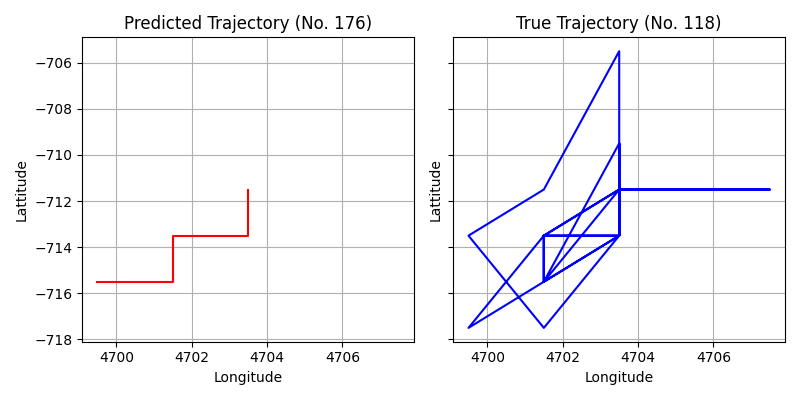 Predicted Trajectory (No. 176)
True Trajectory (No. 118)
−706
−708
−710
−712
−714
−716
−718
Lattitude
Lattitude
4700
4702
4704
4706
4700
4702
4704
4706
Longitude
Longitude